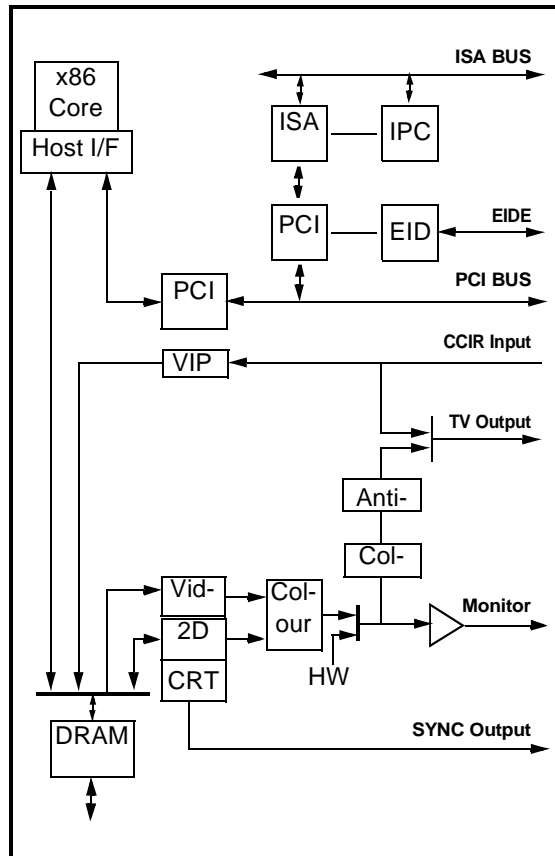 ISA BUS
x86
Core
Host I/F
ISA
IPC
PCI
EID
EIDE
PCI
PCI BUS
VIP
CCIR Input
TV Output
Anti-
Col-
Vid-
Col-
our
2D
Monitor
HW
CRT
DRAM
SYNC Output